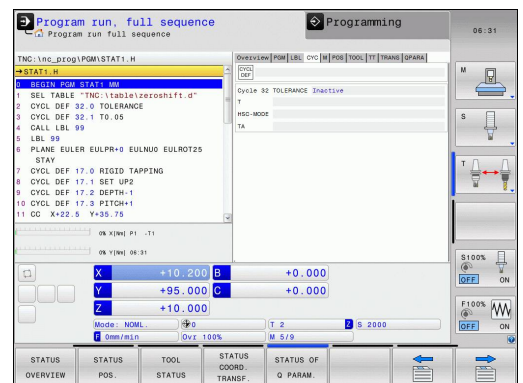 Program run, full sequence
Program run full sequence
Programming
06:31
TNC:\nc_prog\PGM\STAT1.H
→STAT1.H
0 BEGIN PGM STAT1 MM
1 SEL TABLE "TNC:\table\zeroshift.d"
2 CYCL DEF 32.0 TOLERANCE
3 CYCL DEF 32.1 T0.05
4 CALL LBL 99
5 LBL 99
6 PLANE EULER EULPR+0 EULNU0 EULROT25
STAY
7 CYCL DEF 17.0 RIGID TAPPING
8 CYCL DEF 17.1 SET UP2
9 CYCL DEF 17.2 DEPTH-1
10 CYCL DEF 17.3 PITCH+1
11 CC X+22.5 Y+35.75
Overview PGM LBL CYC M POS TOOL TT TRANS QPARA
CYCL DEF
Cycle 32 TOLERANCE Inactive
T
HSC-MODE
TA
0% X[Nm] P1 -T1
0% Y[Nm] 06:31
X +10.200 B +0.000
Y +95.000 C +0.000
Z +10.000
Mode: NOML. 0 T 2 Z S 2000
F 0mm/min Ovr 100% M 5/9
M
S
T
S100%
OFF ON
F100%
OFF ON
STATUS OVERVIEW
STATUS POS.
TOOL STATUS
STATUS COORD. TRANSF.
STATUS OF Q PARAM.